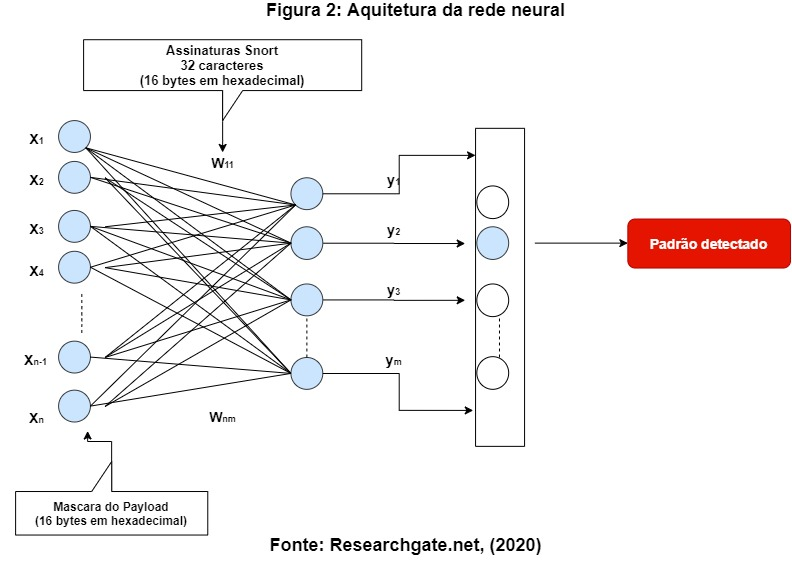 Figura 2: Aquitetura da rede neural
Assinaturas Snort
32 caracteres
(16 bytes em hexadecimal)
X1
X2
X3
X4
Xn-1
Xn
W11
Wnm
y1
y2
y3
ym
Padrão detectado
Mascara do Payload
(16 bytes em hexadecimal)
Fonte: Researchgate.net, (2020)